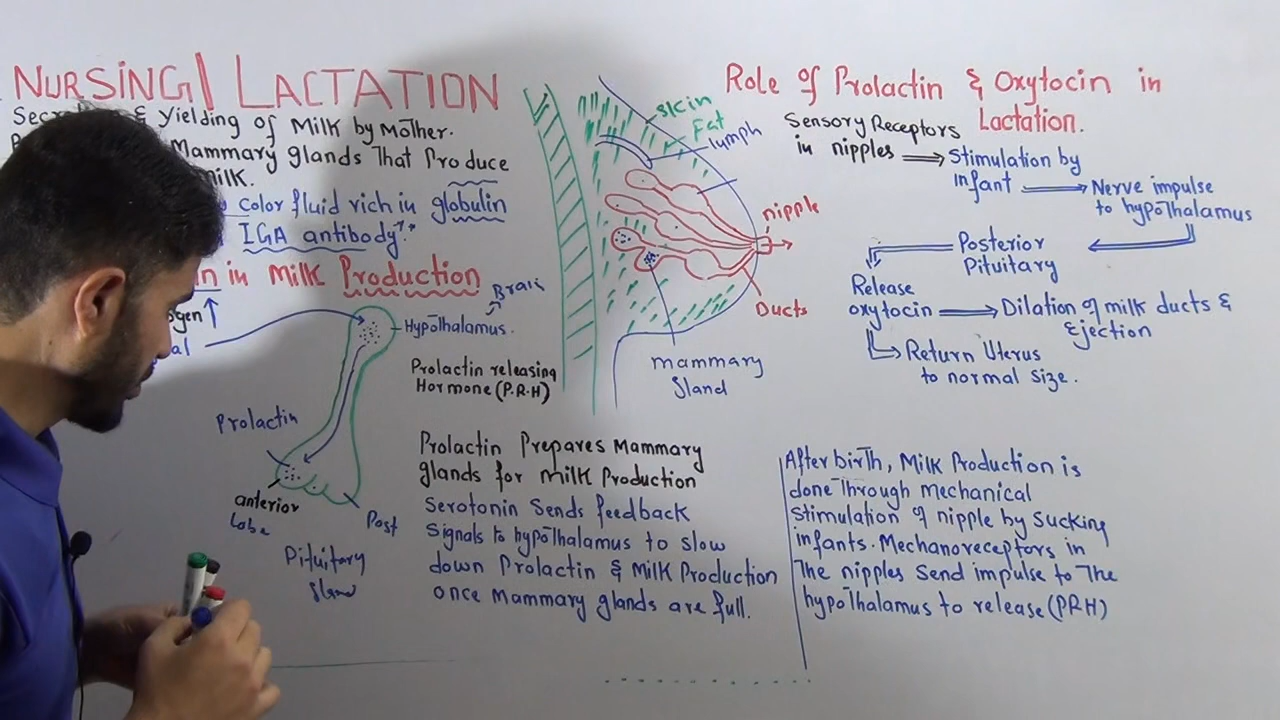 NURSING | LACTATION
& Yielding of Milk by Mother.
Mammary glands That Produce
Milk.
color fluid rich in globulin
IGA antibody".
in Milk Production
Hypothalamus.
Brain
Prolactin releasing
Hormone (P.R.H)
Prolactin
anterior
Lobe
Post
Pituitary
gland
Prolactin Prepares Mammary
glands for milk Production
Serotonin Sends feedback
Signals to hypothalamus to slow
down Prolactin & Milk Production
once Mammary glands are full.
skin
Fat
lymph
nipple
Ducts
mammary
gland
Role of Prolactin & Oxytocin in
Lactation.
Sensory Receptors
in nipples
Stimulation by
infant
Nerve impulse
to hypothalamus
Posterior
Pituitary
Release
oxytocin
Dilation of milk ducts &
Ejection
Return Uterus
to normal size.
After birth, Milk Production is
done Through Mechanical
Stimulation of nipple by Sucking
infants. Mechanoreceptors in
The nipples Send impulse to The
hypothalamus to release (PRH)